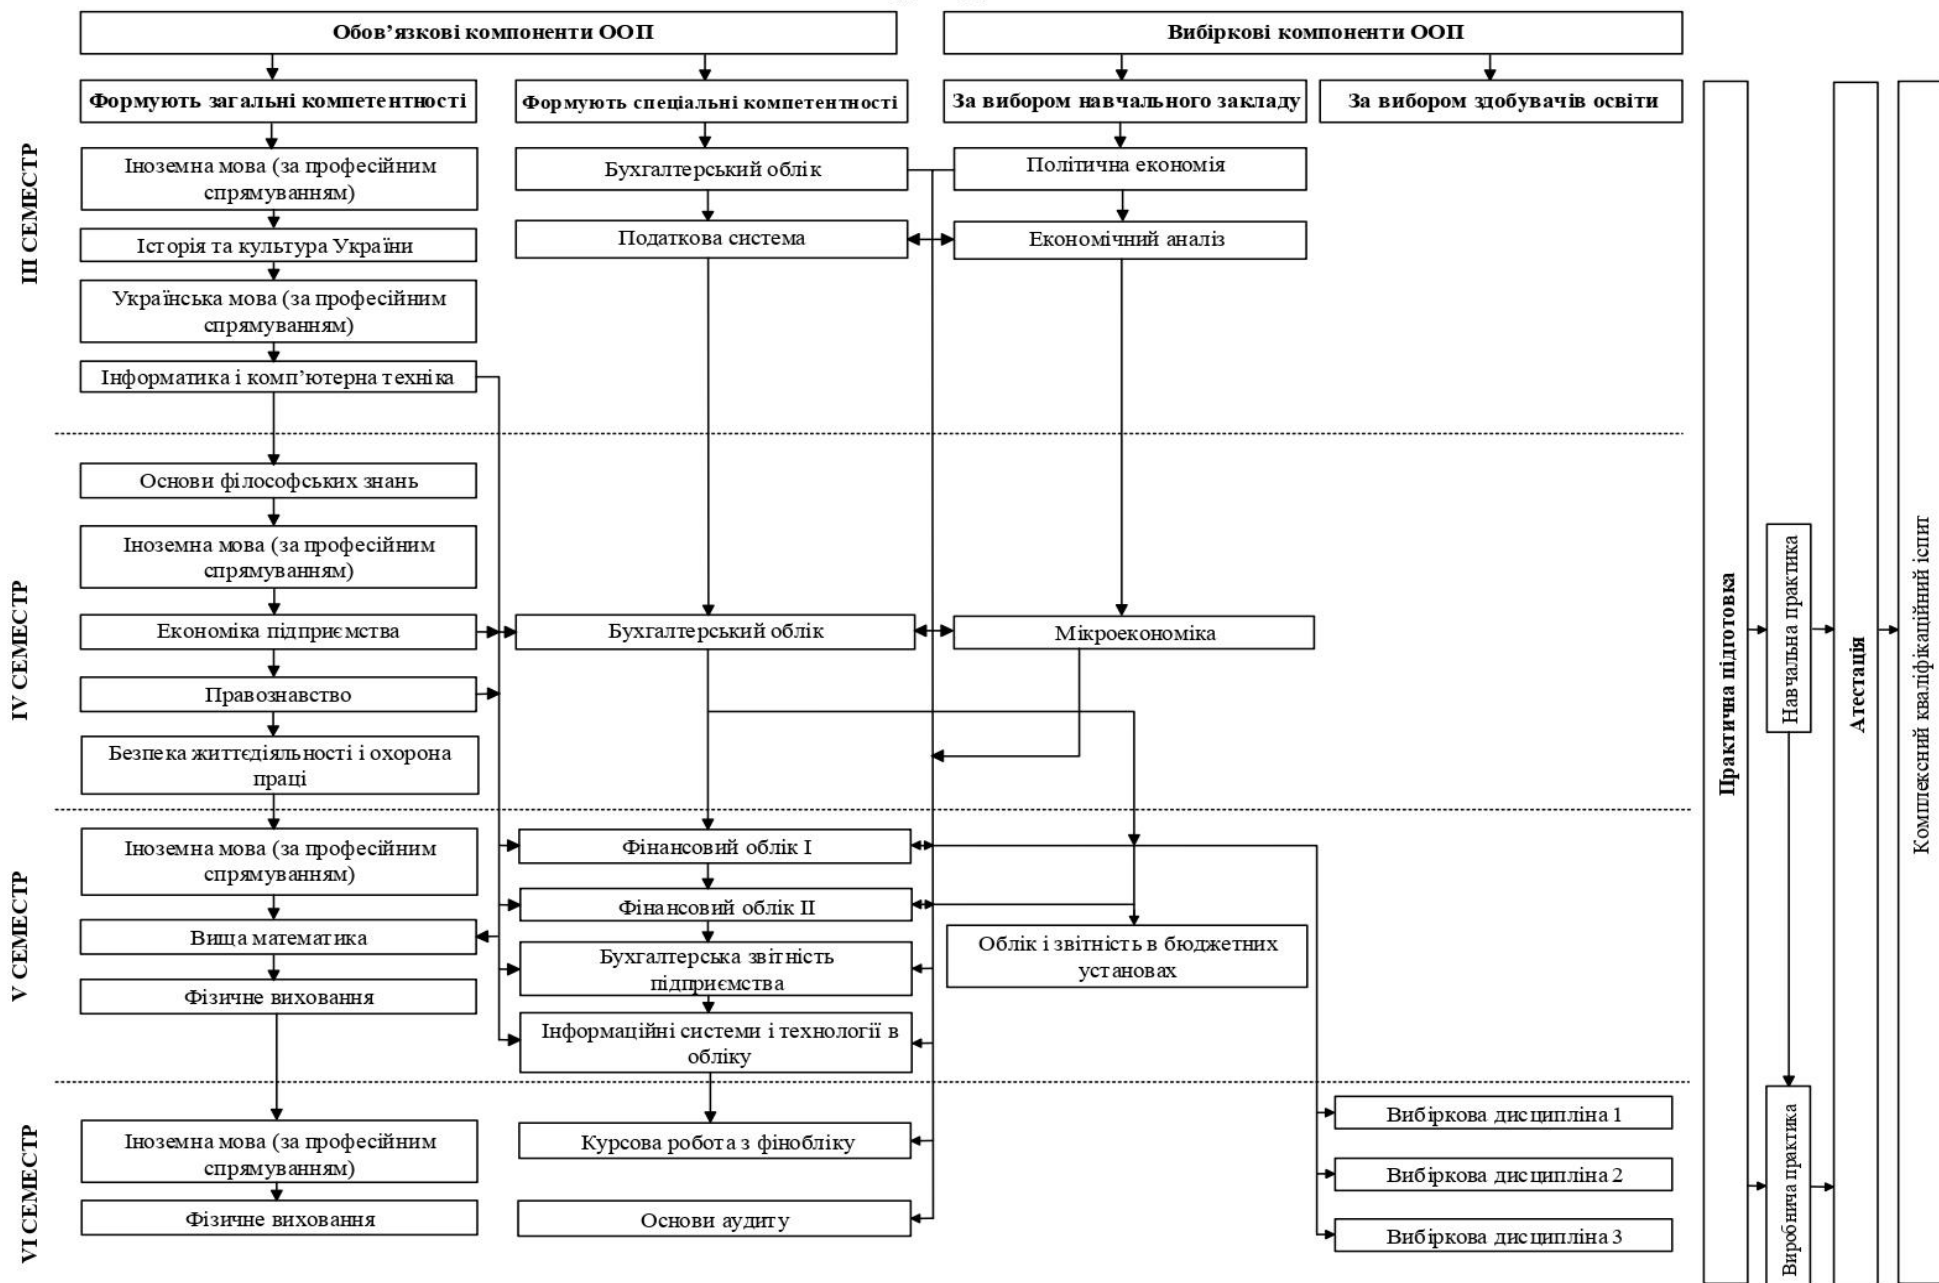 Обов’язкові компоненти ООП
Вибіркові компоненти ООП
Формують загальні компетентності
Формують спеціальні компетентності
За вибором навчального закладу
За вибором здобувачів освіти
ІІІ СЕМЕСТР
Іноземна мова (за професійним
спрямуванням)
Бухгалтерський облік
Політична економія
Історія та культура України
Податкова система
Економічний аналіз
Українська мова (за професійним
спрямуванням)
Інформатика і комп’ютерна техніка
IV СЕМЕСТР
Основи філософських знань
Іноземна мова (за професійним
спрямуванням)
Економіка підприємства
Бухгалтерський облік
Мікроекономіка
Правознавство
Безпека життєдіяльності і охорона
праці
V СЕМЕСТР
Іноземна мова (за професійним
спрямуванням)
Фінансовий облік І
Фінансовий облік ІІ
Вища математика
Бухгалтерська звітність
підприємства
Облік і звітність в бюджетних
установах
Фізичне виховання
Інформаційні системи і технології в
обліку
VI СЕМЕСТР
Іноземна мова (за професійним
спрямуванням)
Курсова робота з фінобліку
Вибіркова дисципліна 1
Вибіркова дисципліна 2
Фізичне виховання
Основи аудиту
Вибіркова дисципліна 3
Практична підготовка
Навчальна практика
Виробнича практика
Атестація
Комплексний кваліфікаційний іспит